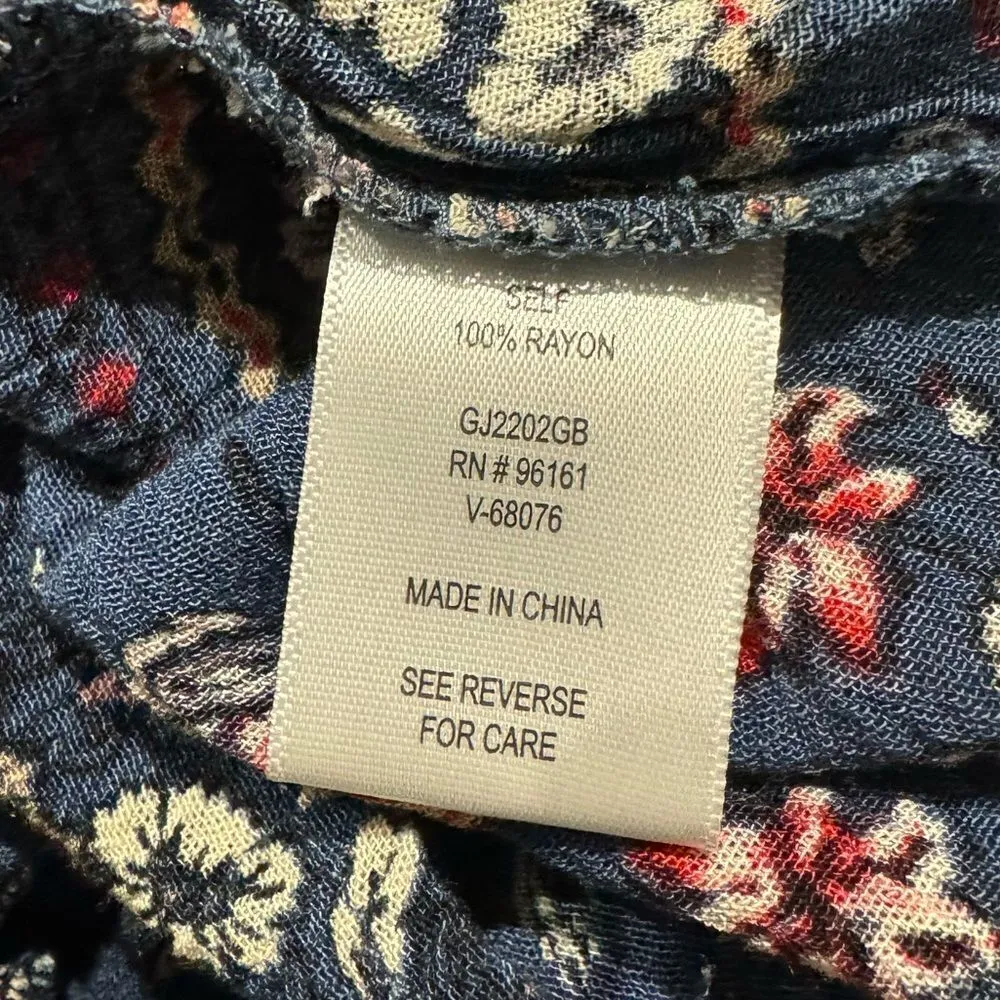 SELF
100% RAYON
GJ2202GB
RN # 96161
V-68076
MADE IN CHINA
SEE REVERSE
FOR CARE